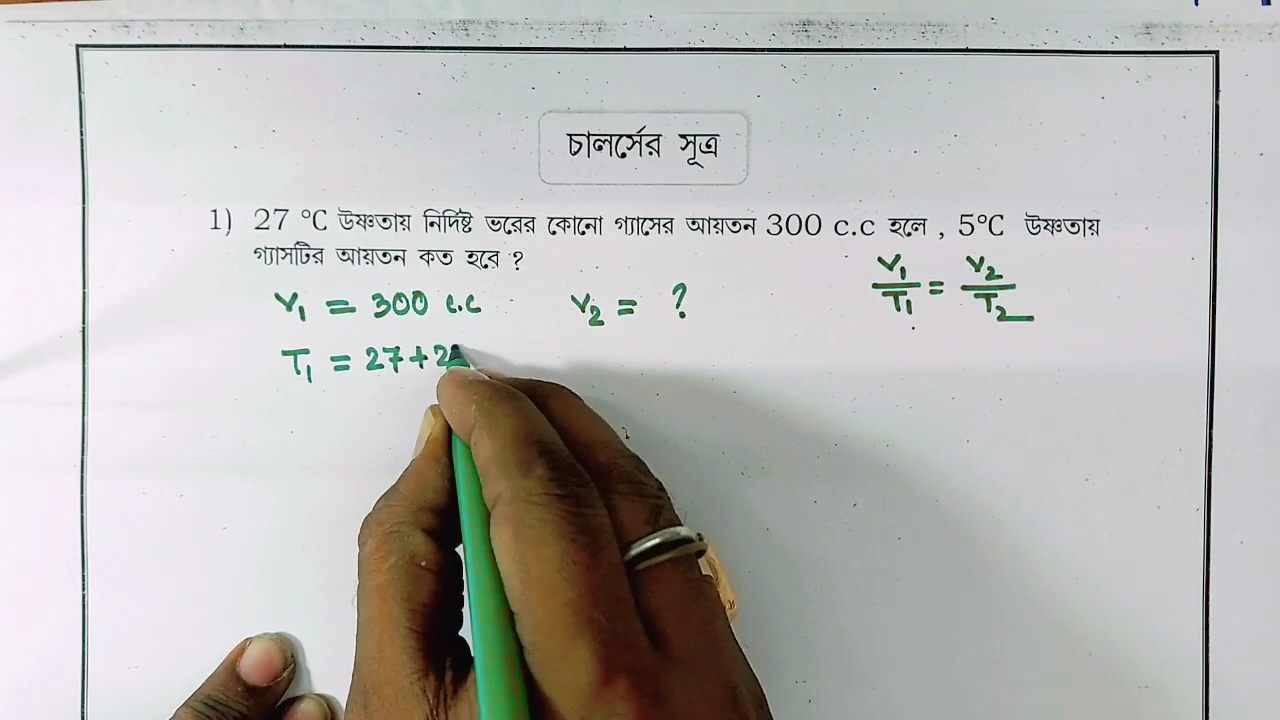 চালর্সের সূত্র
1) 27 °C উষ্ণতায় নির্দিষ্ট ভরের কোনো গ্যাসের আয়তন 300 c.c হলে , 5°C উষ্ণতায়
গ্যাসটির আয়তন কত হবে ?
V₁/T₁ = V₂/T₂
V₁ = 300 c.c V₂ = ?
T₁ = 27+2